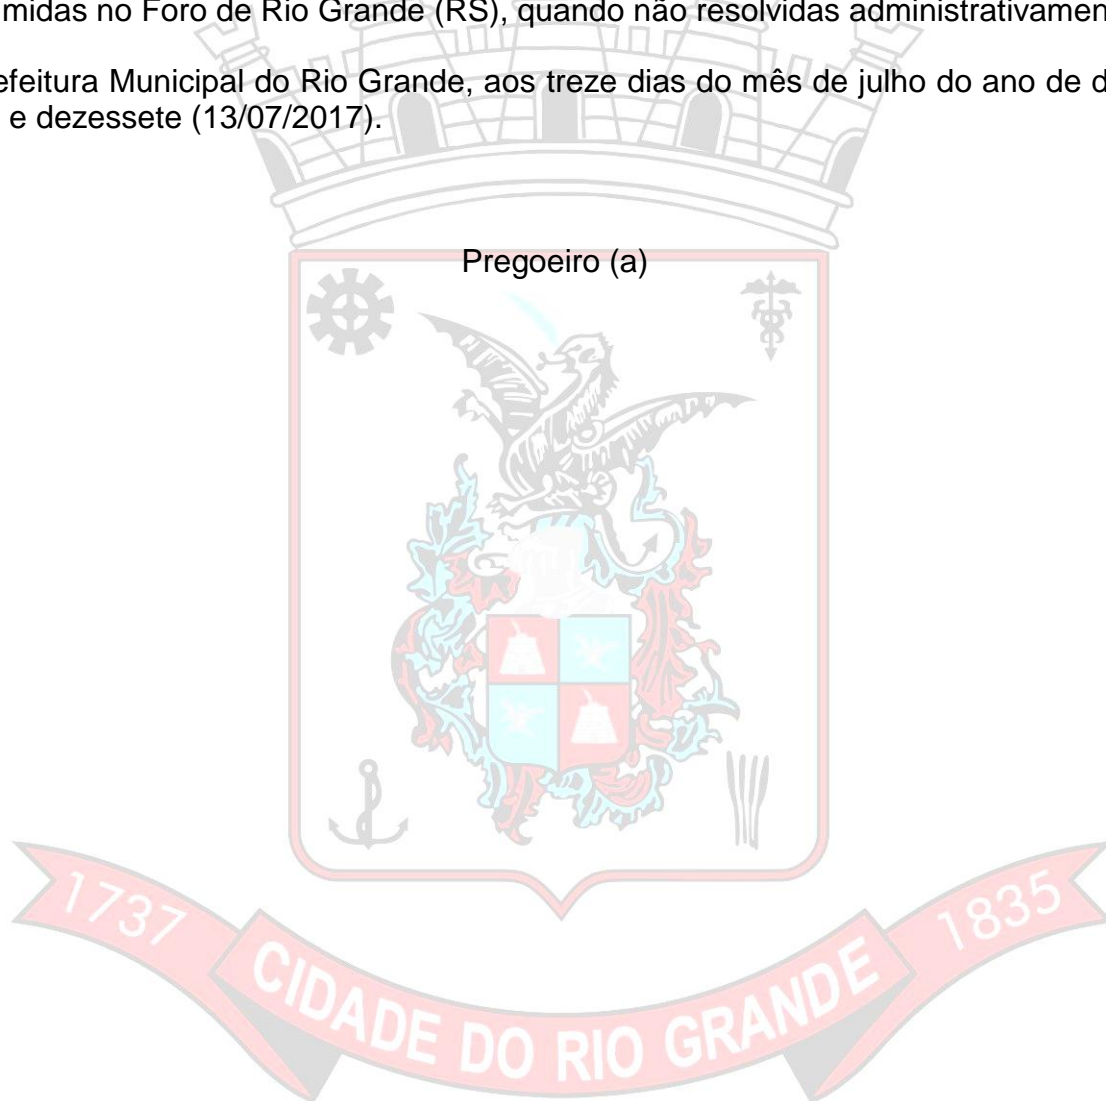 midas no Foro de Rio Grande (RS), quando não resolvidas administrativamen
efeitura Municipal do Rio Grande, aos treze dias do mês de julho do ano de d
e dezessete (13/07/2017).
Pregoeiro (a)
1737
CIDADE DO RIO GRANDE
1835